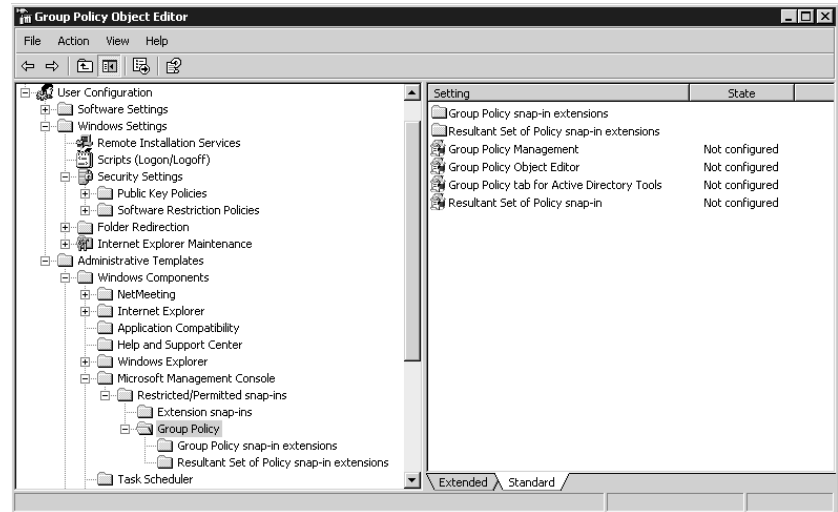 Group Policy Object Editor
File Action View Help
User Configuration
Software Settings
Windows Settings
Remote Installation Services
Scripts (Logon/Logoff)
Security Settings
Public Key Policies
Software Restriction Policies
Folder Redirection
Internet Explorer Maintenance
Administrative Templates
Windows Components
NetMeeting
Internet Explorer
Application Compatibility
Help and Support Center
Windows Explorer
Microsoft Management Console
Restricted/Permitted snap-ins
Extension snap-ins
Group Policy
Group Policy snap-in extensions
Resultant Set of Policy snap-in extensions
Task Scheduler
Setting State
Group Policy snap-in extensions
Resultant Set of Policy snap-in extensions
Group Policy Management Not configured
Group Policy Object Editor Not configured
Group Policy tab for Active Directory Tools Not configured
Resultant Set of Policy snap-in Not configured
Extended Standard